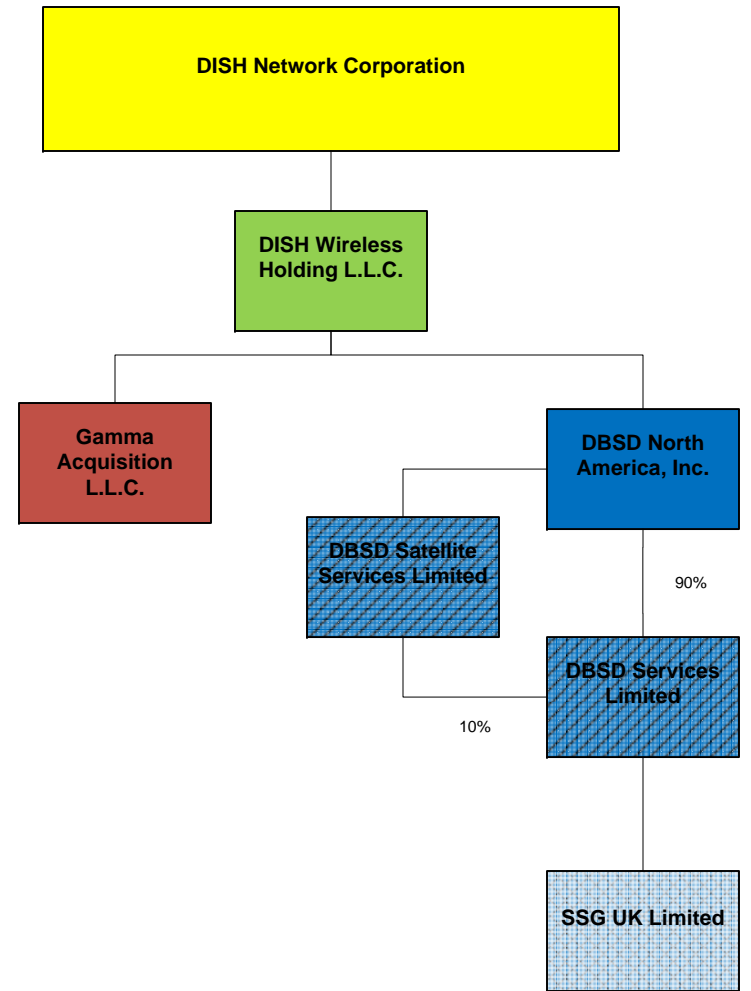 DISH Network Corporation
DISH Wireless
Holding L.L.C.
Gamma
Acquisition
L.L.C.
DBSD North
America, Inc.
DBSD Satellite
Services Limited
90%
DBSD Services
Limited
10%
SSG UK Limited